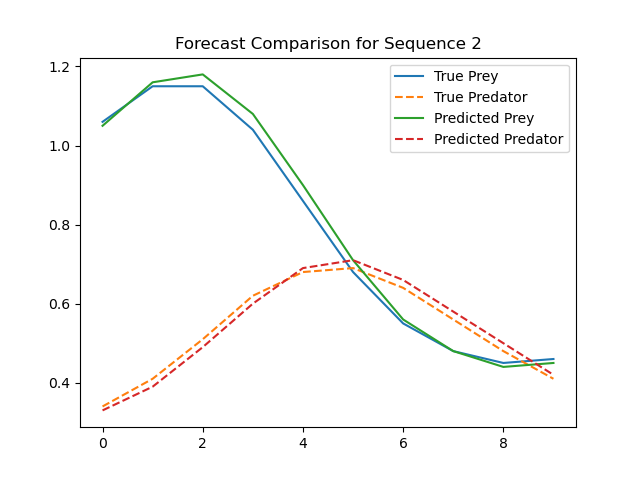 Forecast Comparison for Sequence 2
1.2
1.0
0.8
0.6
0.4
True Prey
True Predator
Predicted Prey
Predicted Predator
0 2 4 6 8